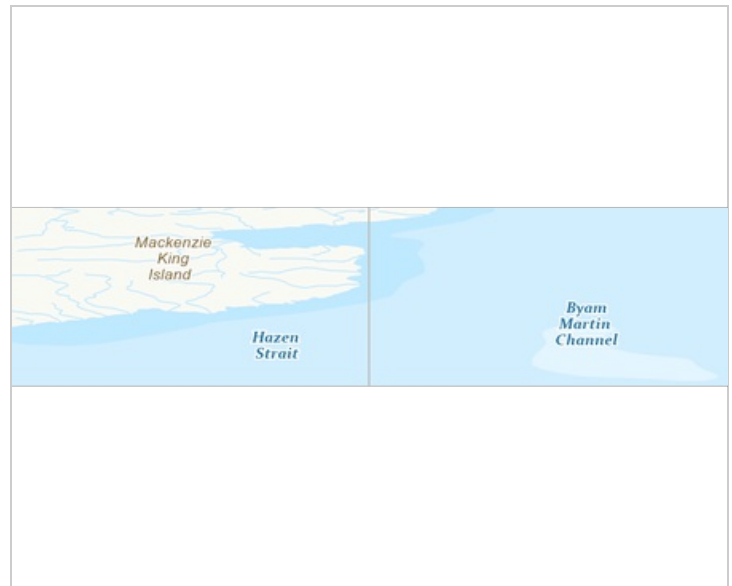 Mackenzie
King
Island
Hazen
Strait
Byam
Martin
Channel